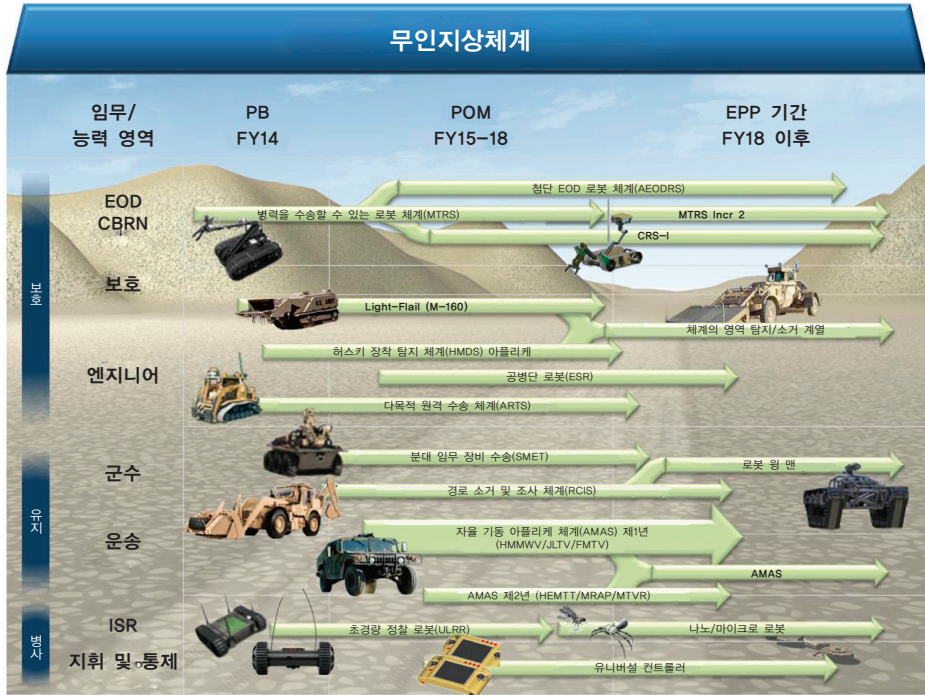 무인지상체계
임무/
능력 영역
PB
FY14
POM
FY15-18
EPP 기간
FY18 이후
보호
EOD
CBRN
첨단 EOD 로봇 체계(AEODRS)
병력을 수송할 수 있는 로봇 체계(MTRS)
MTRS Incr 2
CRS-I
보호
Light-Flail (M-160)
체계의 영역 탐지/소거 계열
허스키 장착 탐지 체계(HMDS) 아플리케
엔지니어
공병단 로봇(ESR)
다목적 원격 수송 체계(ARTS)
유지
군수
분대 임무 장비 수송(SMET)
로봇 윙 맨
경로 소거 및 조사 체계(RCIS)
운송
자율 기동 아플리케 체계(AMAS) 제1년
(HMMWV/JLTV/FMTV)
AMAS
AMAS 제2년 (HEMTT/MRAP/MTVR)
병사
ISR
초경량 정찰 로봇(ULRR)
나노/마이크로 로봇
지휘 및 통제
유니버설 컨트롤러